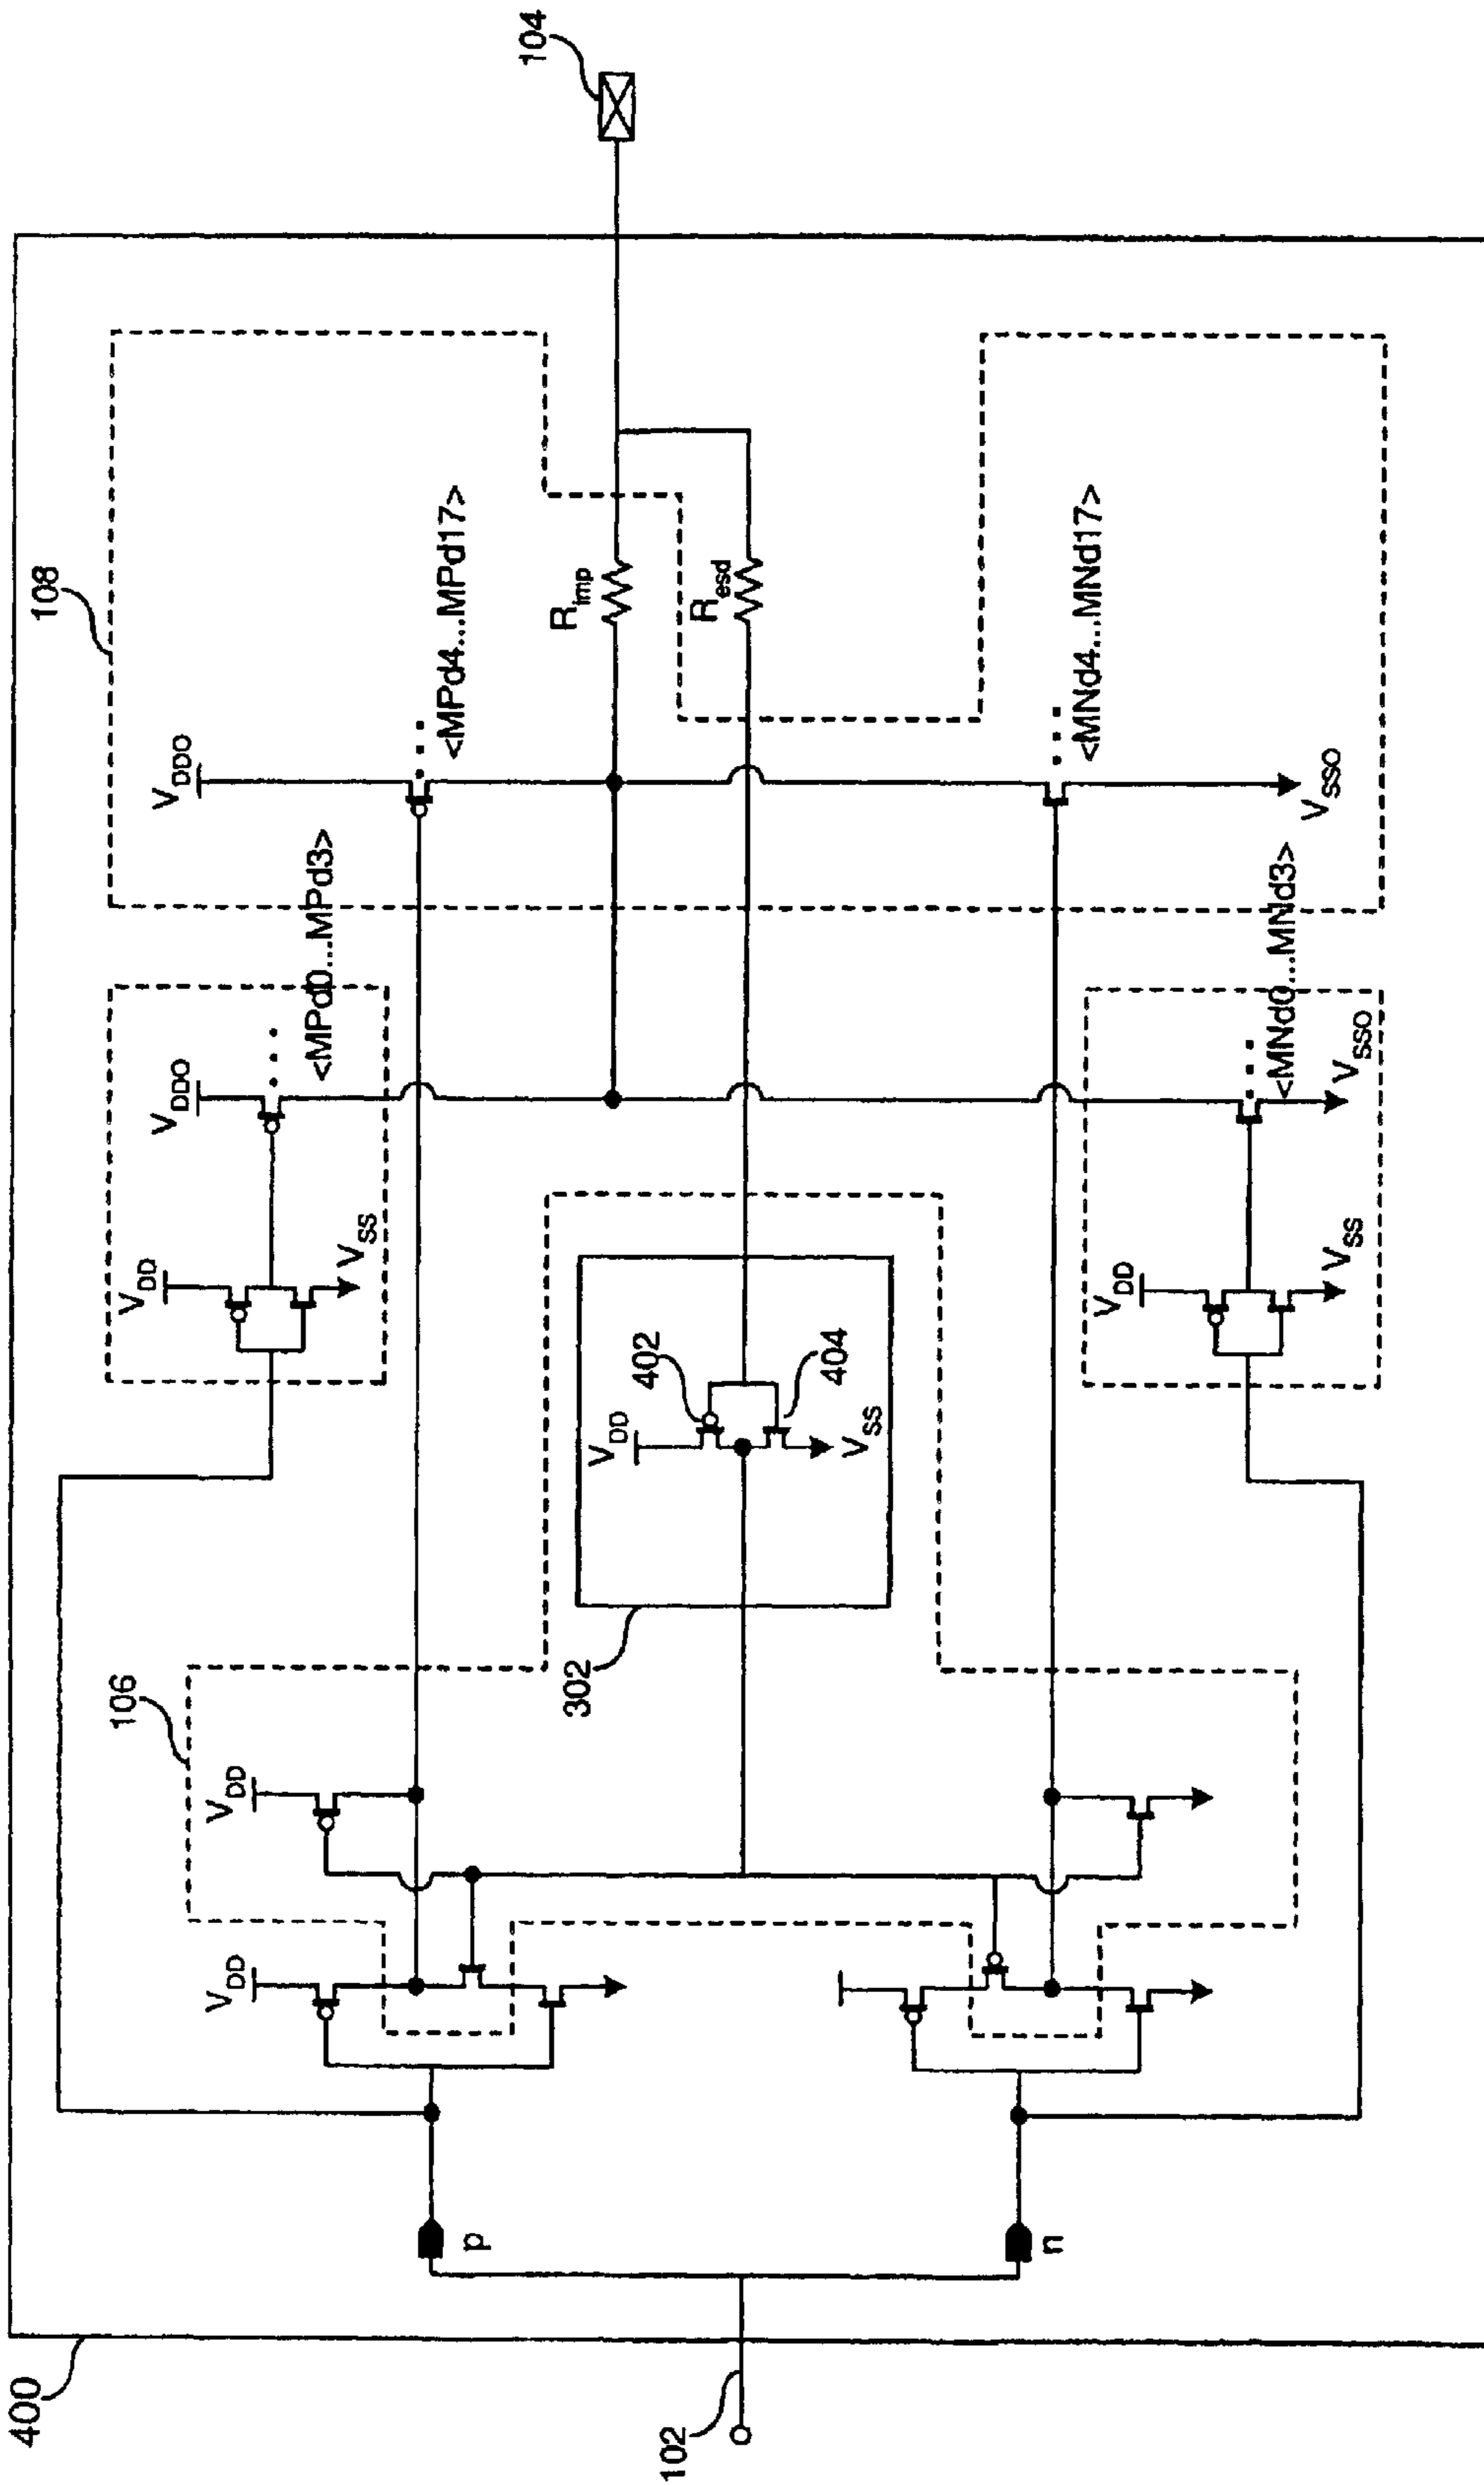 400
102
p
n
106
V_DD
V_DD
302
V_DD
V_SS
402
404
V_DD
V_SS
V_DDO
<MPd0...MPd3>
V_DD
V_SS
V_SSO
<MNd0...MNd3>
108
V_DDO
<MPd4...MPd17>
R_imp
R_esd
<MNd4...MNd17>
V_SSO
104